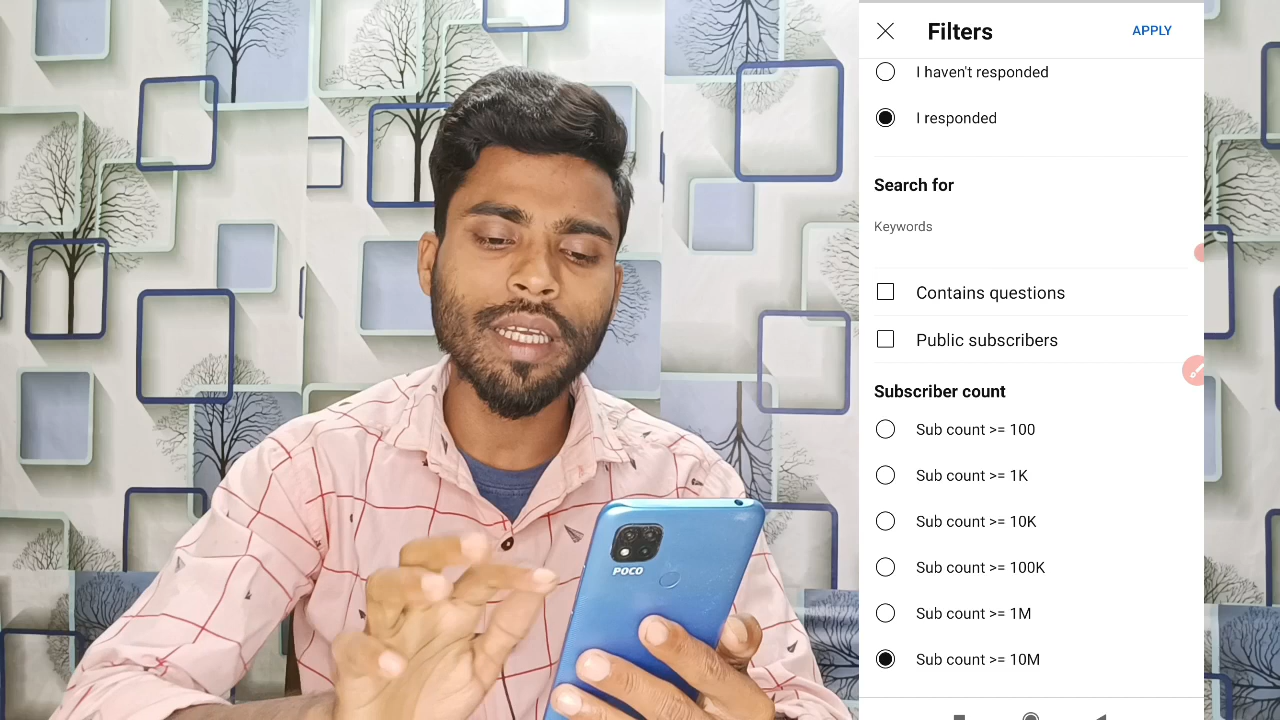 Filters
APPLY
I haven't responded
I responded
Search for
Keywords
Contains questions
Public subscribers
Subscriber count
Sub count >= 100
Sub count >= 1K
Sub count >= 10K
Sub count >= 100K
Sub count >= 1M
Sub count >= 10M
POCO